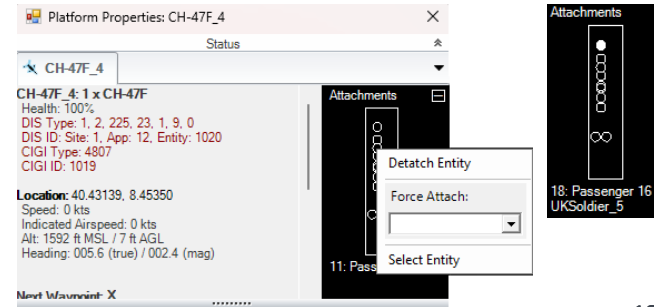 Platform Properties: CH-47F_4
Status
CH-47F_4
CH-47F_4: 1 x CH-47F
Health: 100%
DIS Type: 1, 2, 225, 23, 1, 9, 0
DIS ID: Site: 1, App: 12, Entity: 1020
CIGI Type: 4807
CIGI ID: 1019
Location: 40.43139, 8.45350
Speed: 0 kts
Indicated Airspeed: 0 kts
Alt: 1592 ft MSL / 7 ft AGL
Heading: 005.6 (true) / 002.4 (mag)
Next Waypoint: X
Attachments
11: Pass
Detatch Entity
Force Attach:
Select Entity
Attachments
18: Passenger 16
UKSoldier_5